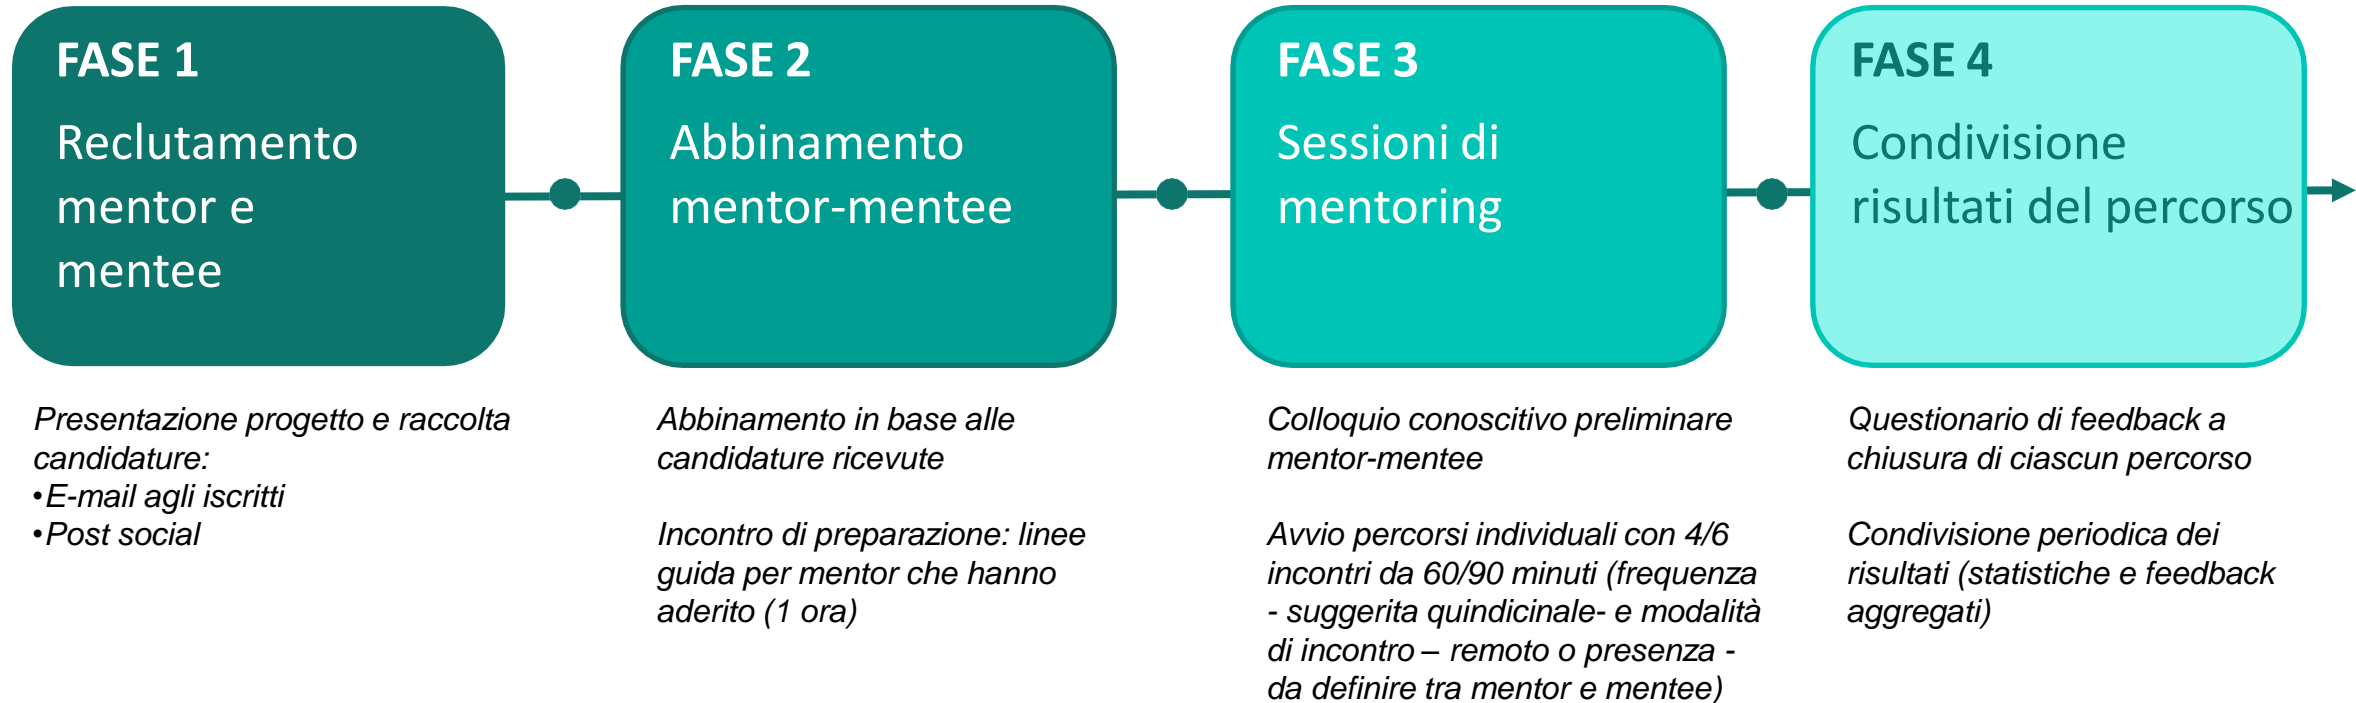 FASE 1
Reclutamento
mentor e
mentee
Presentazione progetto e raccolta
candidature:
•E-mail agli iscritti
•Post social
FASE 2
Abbinamento
mentor-mentee
Abbinamento in base alle
candidature ricevute
Incontro di preparazione: linee
guida per mentor che hanno
aderito (1 ora)
FASE 3
Sessioni di
mentoring
Colloquio conoscitivo preliminare
mentor-mentee
Avvio percorsi individuali con 4/6
incontri da 60/90 minuti (frequenza
- suggerita quindicinale- e modalità
di incontro – remoto o presenza -
da definire tra mentor e mentee)
FASE 4
Condivisione
risultati del percorso
Questionario di feedback a
chiusura di ciascun percorso
Condivisione periodica dei
risultati (statistiche e feedback
aggregati)